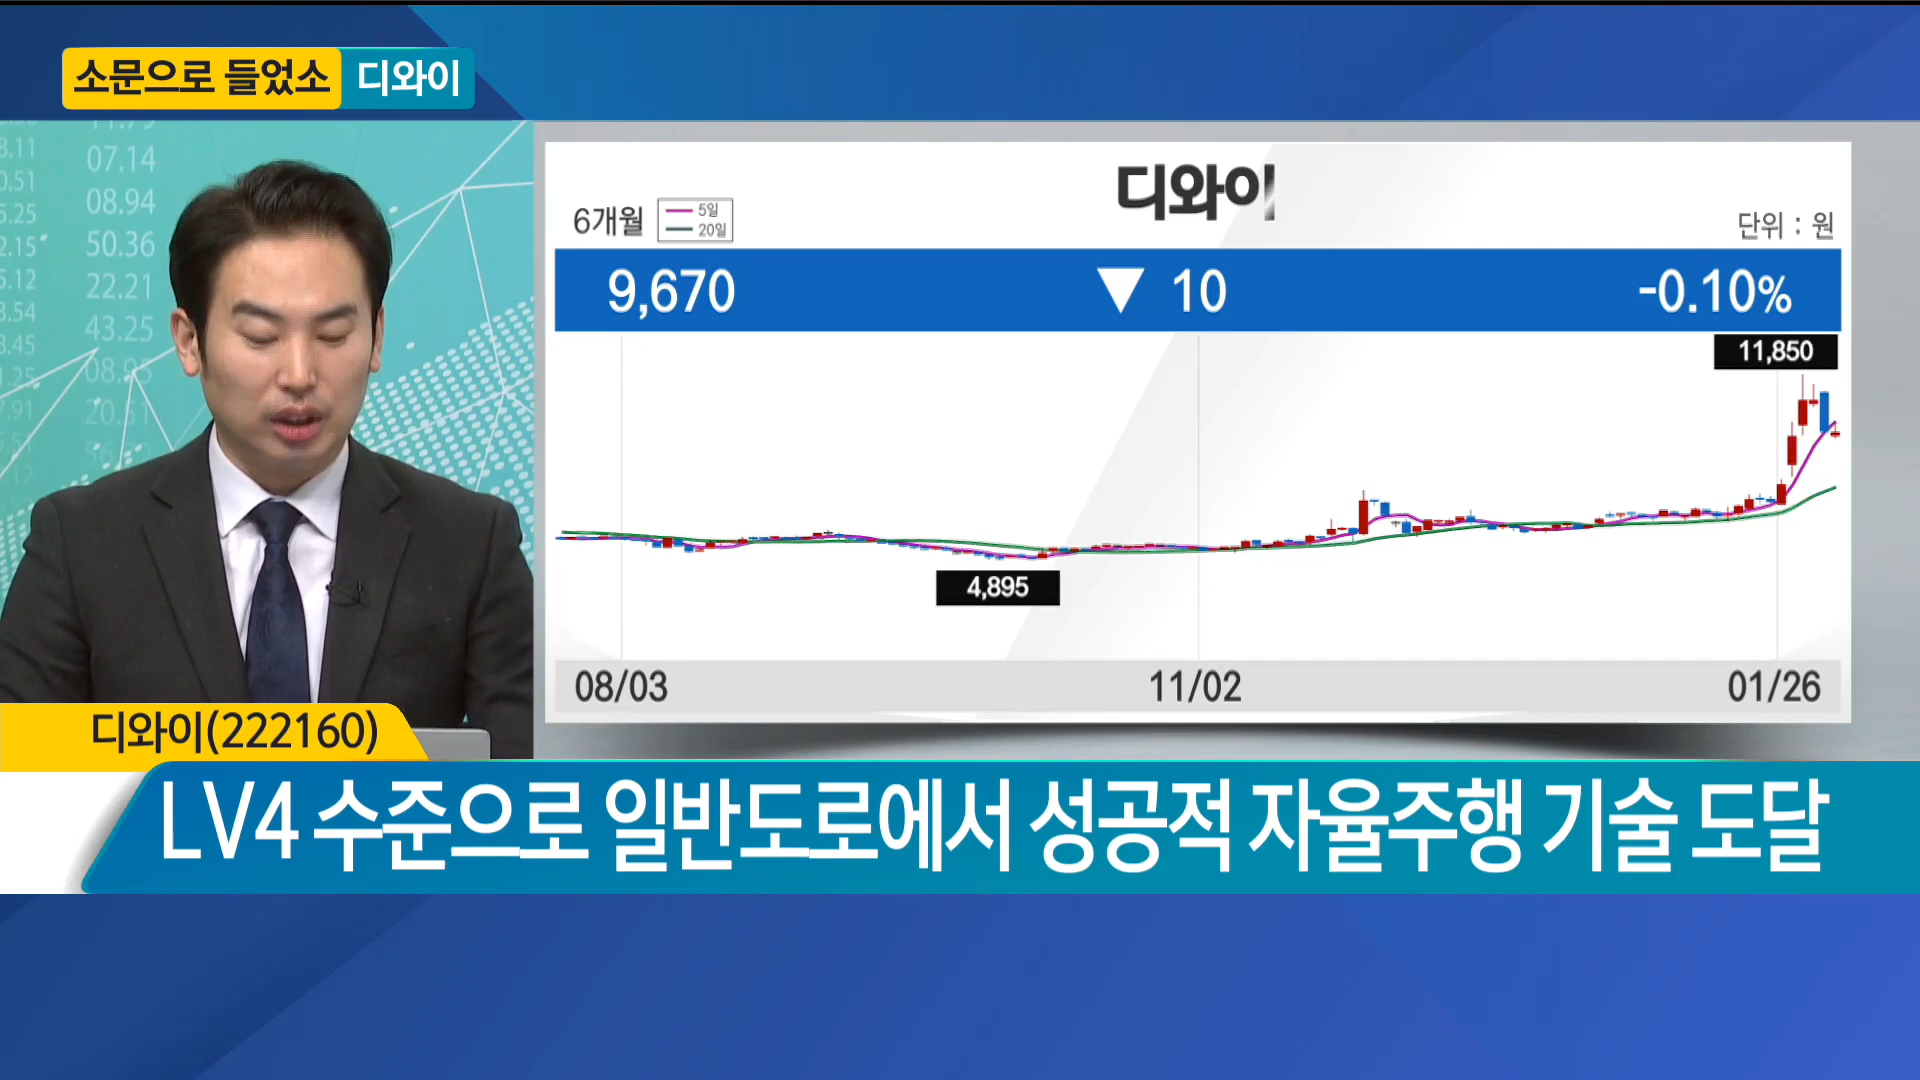 소문으로 들었소 디와이
디와이
6개월
5일
20일
단위 : 원
9,670 ▼ 10 -0.10%
11,850
4,895
08/03 11/02 01/26
07.14
08.94
50.36
22.21
43.25
08.95
디와이(222160)
LV4 수준으로 일반도로에서 성공적 자율주행 기술 도달